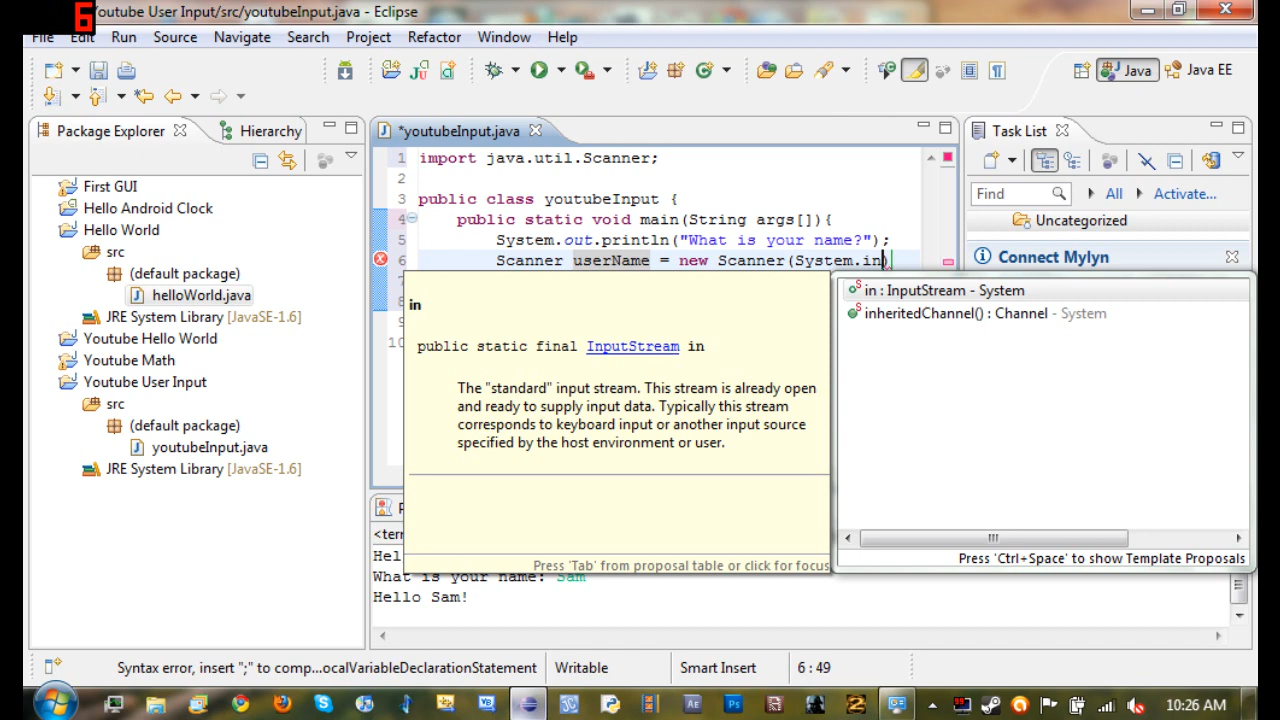 6
outube User Input/src/youtubeInput.java - Eclipse
File Edit Run Source Navigate Search Project Refactor Window Help
Java Java EE
Package Explorer Hierarchy
*youtubeInput.java
Task List
Find All Activate...
Uncategorized
Connect Mylyn
First GUI
Hello Android Clock
Hello World
src
(default package)
helloWorld.java
JRE System Library [JavaSE-1.6]
Youtube Hello World
Youtube Math
Youtube User Input
src
(default package)
youtubeInput.java
JRE System Library [JavaSE-1.6]
1 import java.util.Scanner;
2
3 public class youtubeInput {
4 public static void main(String args[]){
5 System.out.println("What is your name?");
6 Scanner userName = new Scanner(System.in)
in
public static final InputStream in
The "standard" input stream. This stream is already open
and ready to supply input data. Typically this stream
corresponds to keyboard input or another input source
specified by the host environment or user.
Press 'Tab' from proposal table or click for focus
in : InputStream - System
inheritedChannel() : Channel - System
Press 'Ctrl+Space' to show Template Proposals
10
<terr
Hel
What is your name: Sam
Hello Sam!
Syntax error, insert ";" to comp...ocalVariableDeclarationStatement Writable Smart Insert 6 : 49
10:26 AM